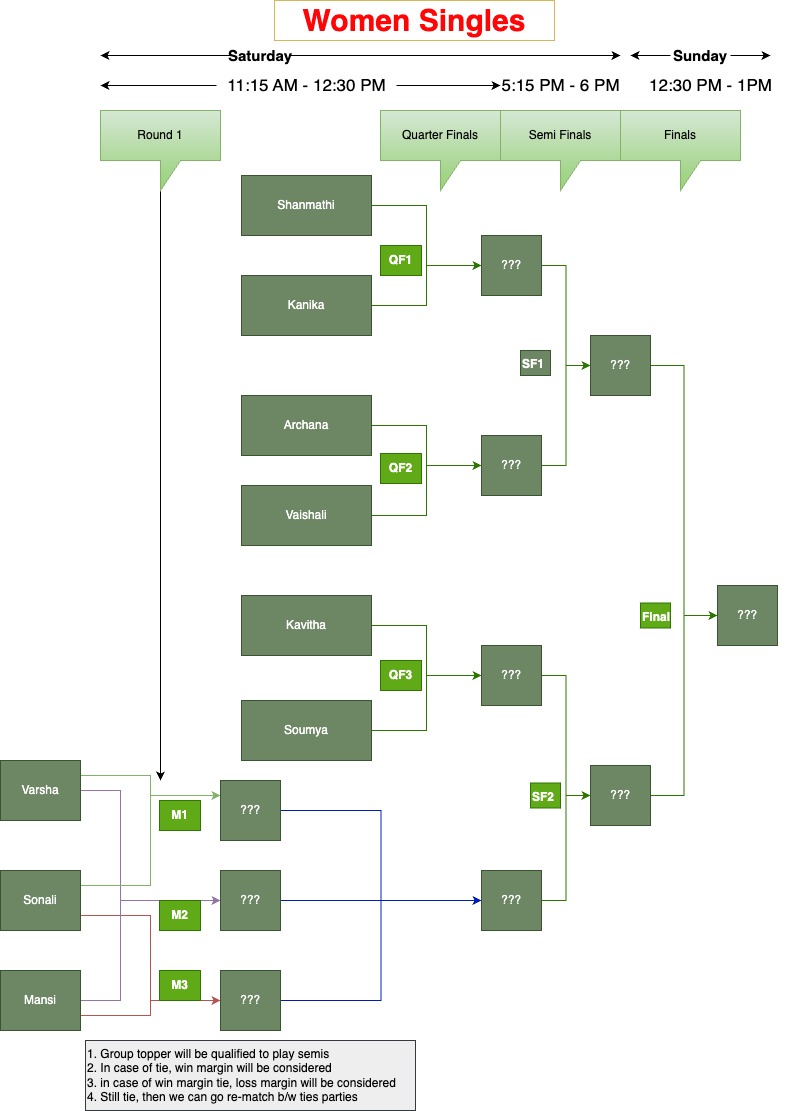 Women Singles
Saturday
Sunday
11:15 AM - 12:30 PM
5:15 PM - 6 PM
12:30 PM - 1PM
Round 1
Quarter Finals
Semi Finals
Finals
Shanmathi
QF1
???
Kanika
SF1
???
Archana
QF2
???
Vaishali
Kavitha
Final
???
QF3
???
Soumya
Varsha
SF2
???
M1
???
Sonali
M2
???
???
Mansi
M3
???
1. Group topper will be qualified to play semis
2. In case of tie, win margin will be considered
3. in case of win margin tie, loss margin will be considered
4. Still tie, then we can go re-match b/w ties parties